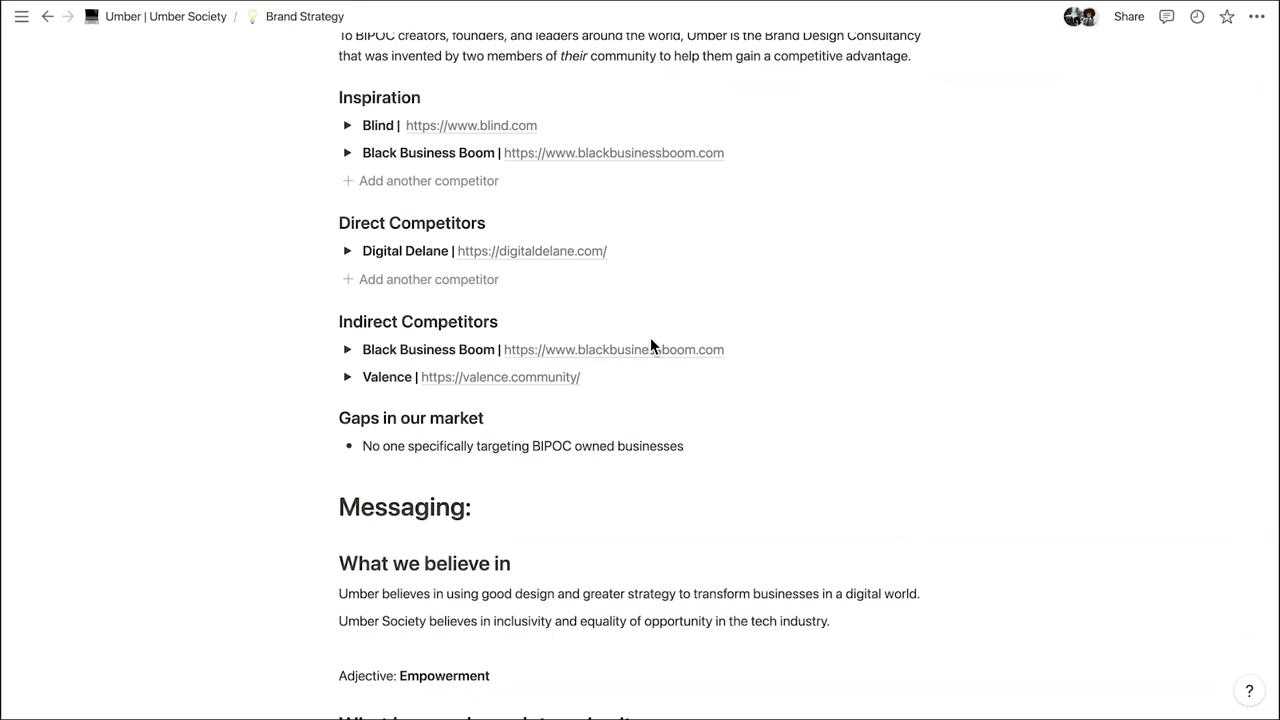 Umber | Umber Society / Brand Strategy
Share
To BIPOC creators, founders, and leaders around the world, Umber is the Brand Design Consultancy
that was invented by two members of their community to help them gain a competitive advantage.
Inspiration
Blind | https://www.blind.com
Black Business Boom | https://www.blackbusinessboom.com
+ Add another competitor
Direct Competitors
Digital Delane | https://digitaldelane.com/
+ Add another competitor
Indirect Competitors
Black Business Boom | https://www.blackbusinessboom.com
Valence | https://valence.community/
Gaps in our market
• No one specifically targeting BIPOC owned businesses
Messaging:
What we believe in
Umber believes in using good design and greater strategy to transform businesses in a digital world.
Umber Society believes in inclusivity and equality of opportunity in the tech industry.
Adjective: Empowerment
?